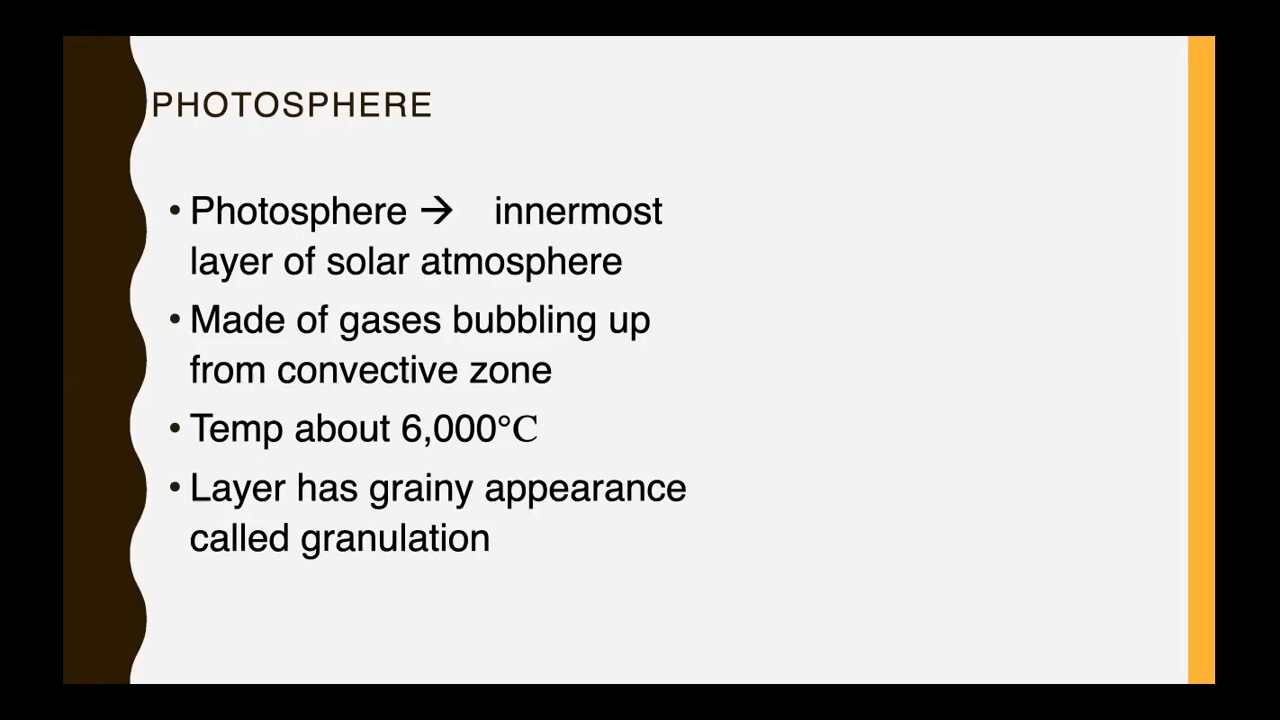 PHOTOSPHERE
• Photosphere → innermost
layer of solar atmosphere
• Made of gases bubbling up
from convective zone
• Temp about 6,000°C
• Layer has grainy appearance
called granulation